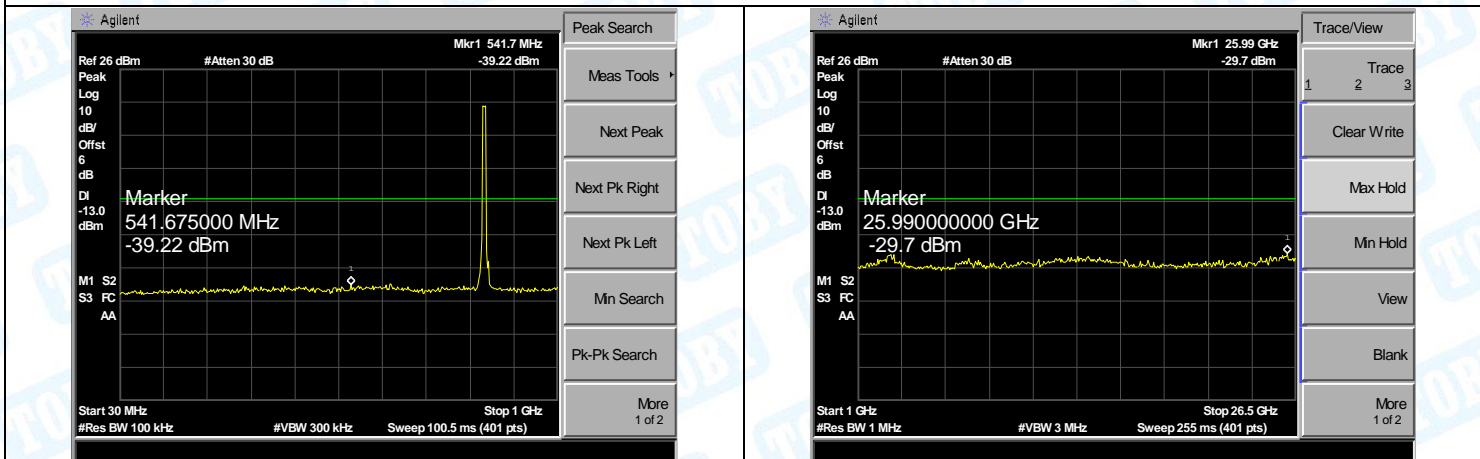 Agilent
Peak Search
Mkr1 541.7 MHz
Ref 26 dBm #Atten 30 dB -39.22 dBm
Peak
Log
10
dB/
Offst
6
dB
DI
-13.0
dBm
Marker
541.675000 MHz
-39.22 dBm
1
M1 S2
S3 FC
AA
Start 30 MHz Stop 1 GHz
#Res BW 100 kHz #VBW 300 kHz Sweep 100.5 ms (401 pts)
Meas Tools
Next Peak
Next Pk Right
Next Pk Left
Min Search
Pk-Pk Search
More
1 of 2
Agilent
Trace/View
Mkr1 25.99 GHz
Ref 26 dBm #Atten 30 dB -29.7 dBm
Peak
Log
10
dB/
Offst
6
dB
DI
-13.0
dBm
Marker
25.990000000 GHz
-29.7 dBm
1
M1 S2
S3 FC
AA
Start 1 GHz Stop 26.5 GHz
#Res BW 1 MHz #VBW 3 MHz Sweep 255 ms (401 pts)
Trace
1 2 3
Clear Write
Max Hold
Min Hold
View
Blank
More
1 of 2
TOBY